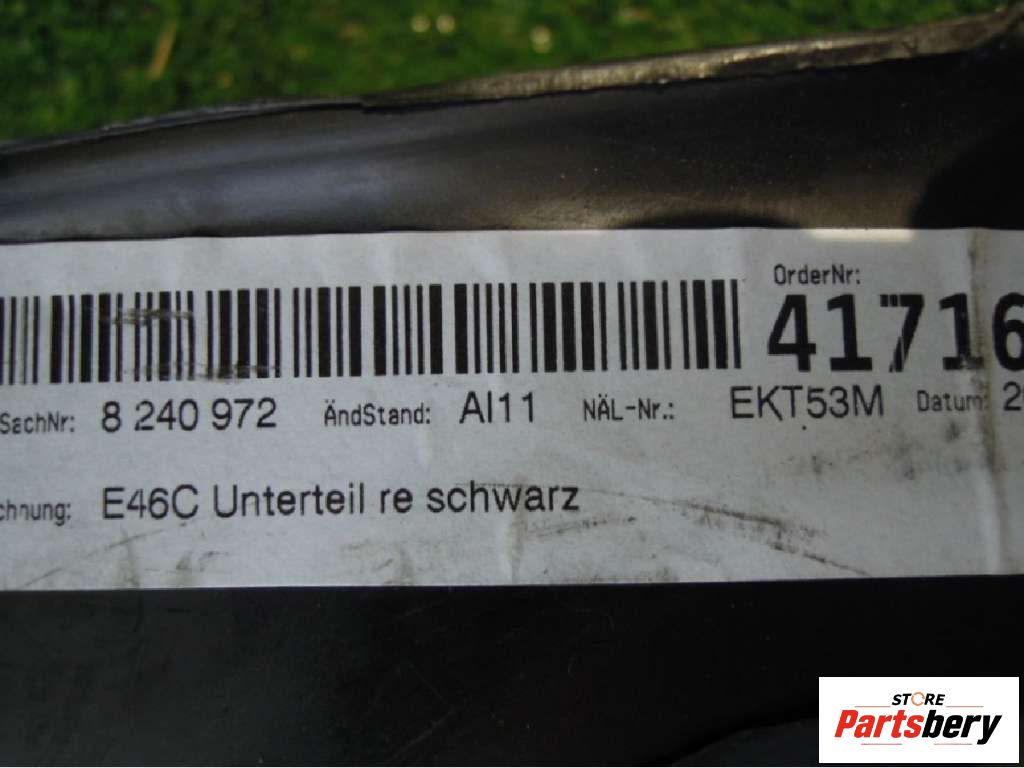 OrderNr:
41716
SachNr: 8 240 972 ÄndStand: AI11 NÄL-Nr.: EKT53M Datum: 2
chnung: E46C Unterteil re schwarz
STORE
Partsbery